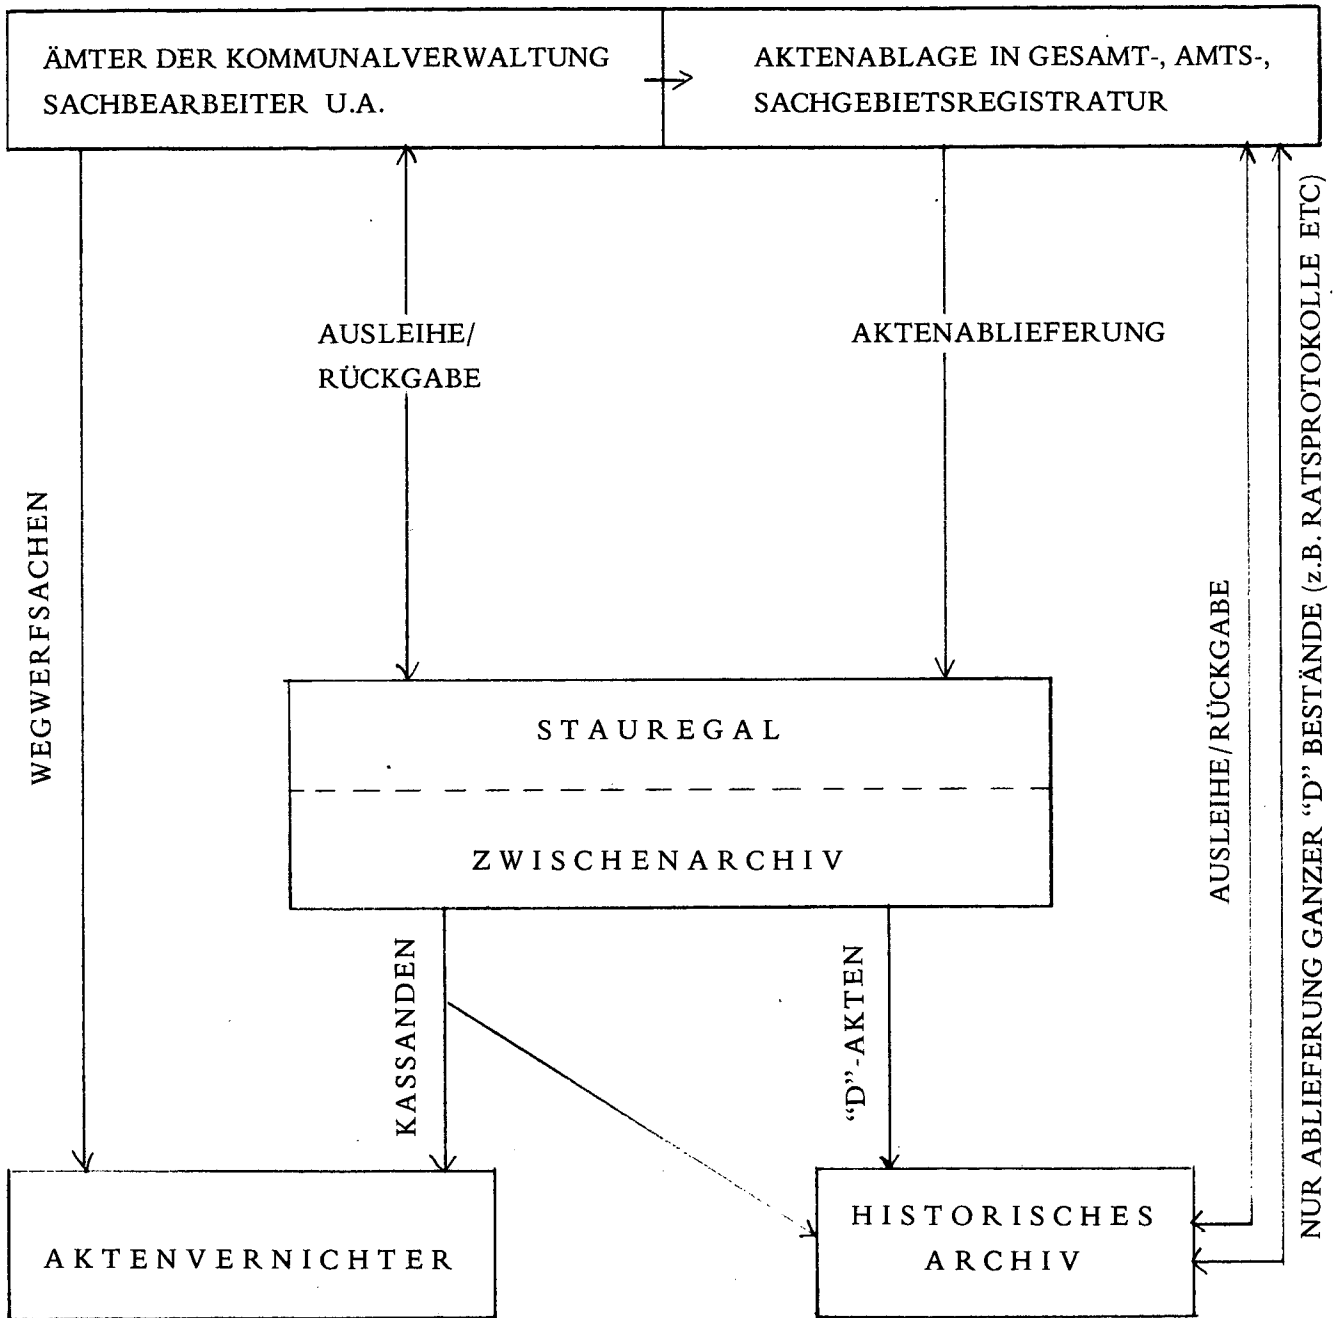 ÄMTER DER KOMMUNALVERWALTUNG
SACHBEARBEITER U.A.
AKTENABLAGE IN GESAMT-, AMTS-,
SACHGEBIETSREGISTRATUR
WEGWERFSACHEN
AUSLEIHE/
RÜCKGABE
AKTENABLIEFERUNG
AUSLEIHE/RÜCKGABE
NUR ABLIEFERUNG GANZER “D” BESTÄNDE (z.B. RATSPROTOKOLLE ETC)
STAUREGAL
ZWISCHENARCHIV
KASSANDEN
“D”-AKTEN
AKTENVERNICHTER
HISTORISCHES
ARCHIV